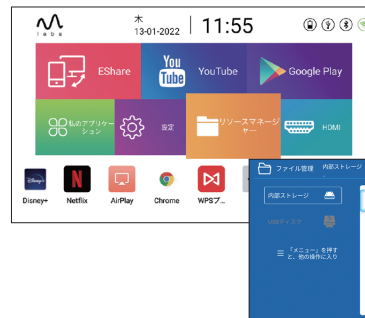 labs
木
13-01-2022
11:55
EShare
You
Tube
YouTube
Google Play
私のアプリケー
ション
設定
リソースマネージ
ャー
HDMI
Disney+
Netflix
AirPlay
Chrome
WPSプ...
ファイル管理
内部ストレージ
内部ストレージ
USBディスク
「メニュー」を押す
と、他の操作に入り